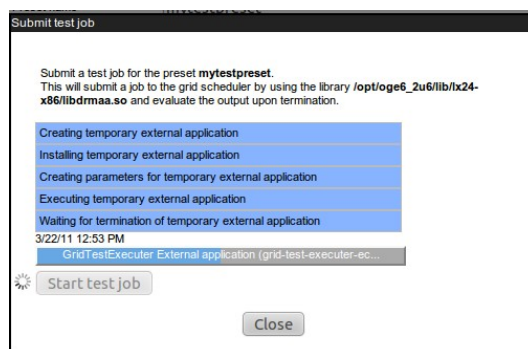 Preset name mytestpreset
Submit test job
Submit a test job for the preset mytestpreset.
This will submit a job to the grid scheduler by using the library /opt/oge6_2u6/lib/lx24-
x86/libdrmaa.so and evaluate the output upon termination.
Creating temporary external application
Installing temporary external application
Creating parameters for temporary external application
Executing temporary external application
Waiting for termination of temporary external application
3/22/11 12:53 PM
GridTestExecuter External application (grid-test-executer-ec...
Start test job
Close